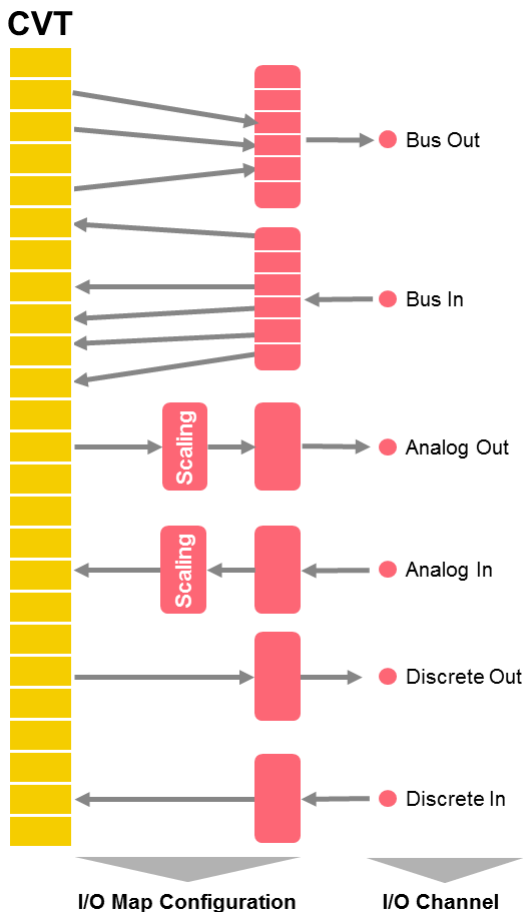 CVT
Bus Out
Bus In
Scaling
Analog Out
Scaling
Analog In
Discrete Out
Discrete In
I/O Map Configuration
I/O Channel